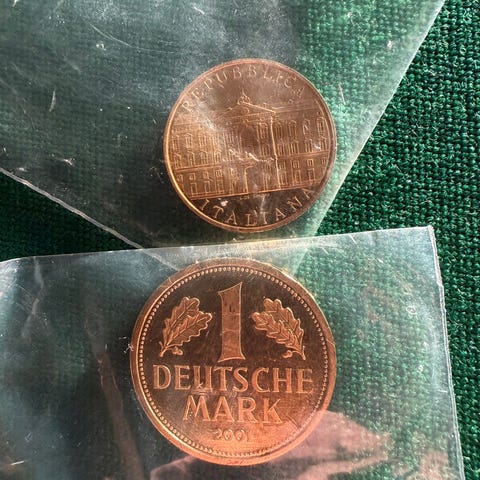 REPUBBLICA
ITALIANA
1
DEUTSCHE
MARK
2001